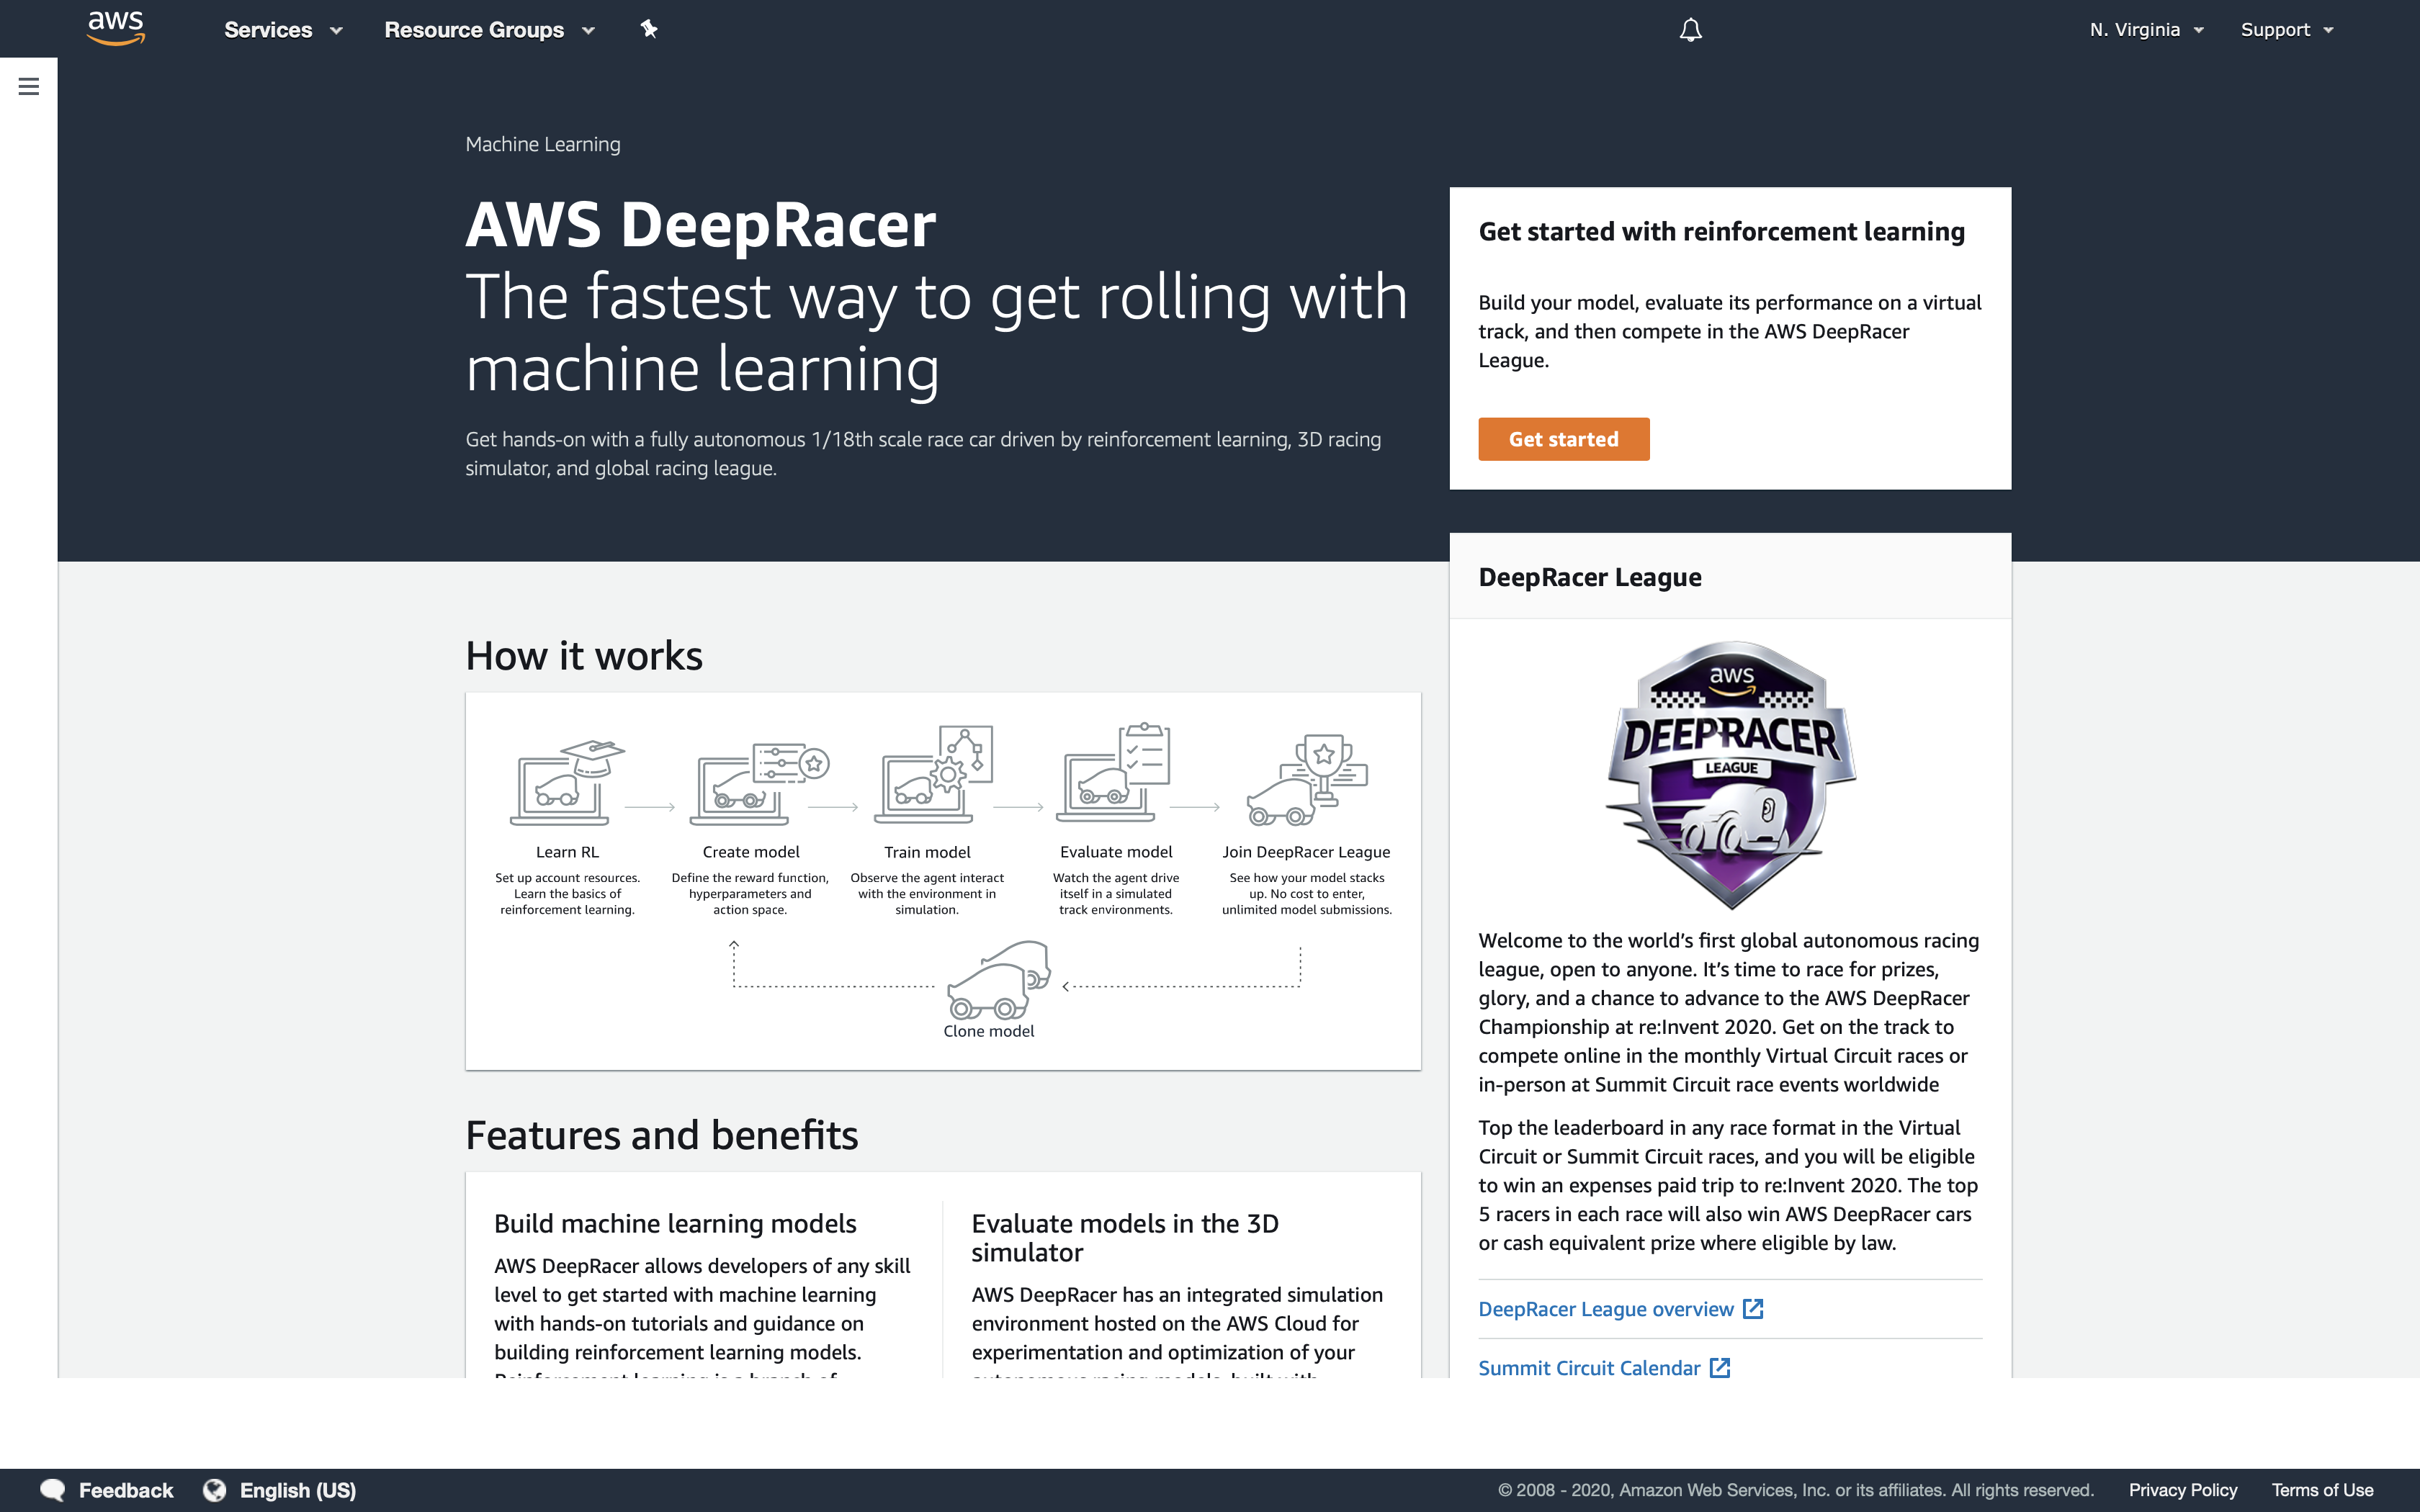 aws
Services
Resource Groups
N. Virginia
Support
Machine Learning
AWS DeepRacer
The fastest way to get rolling with
machine learning
Get hands-on with a fully autonomous 1/18th scale race car driven by reinforcement learning, 3D racing
simulator, and global racing league.
Get started with reinforcement learning
Build your model, evaluate its performance on a virtual
track, and then compete in the AWS DeepRacer
League.
Get started
How it works
Learn RL
Set up account resources.
Learn the basics of
reinforcement learning.
Create model
Define the reward function,
hyperparameters and
action space.
Train model
Observe the agent interact
with the environment in
simulation.
Evaluate model
Watch the agent drive
itself in a simulated
track environments.
Join DeepRacer League
See how your model stacks
up. No cost to enter,
unlimited model submissions.
Clone model
Features and benefits
Build machine learning models
AWS DeepRacer allows developers of any skill
level to get started with machine learning
with hands-on tutorials and guidance on
building reinforcement learning models.
Reinforcement learning is a branch of
Evaluate models in the 3D
simulator
AWS DeepRacer has an integrated simulation
environment hosted on the AWS Cloud for
experimentation and optimization of your
autonomous racing models, built with
DeepRacer League
aws
DEEPRACER
LEAGUE
Welcome to the world's first global autonomous racing
league, open to anyone. It's time to race for prizes,
glory, and a chance to advance to the AWS DeepRacer
Championship at re:Invent 2020. Get on the track to
compete online in the monthly Virtual Circuit races or
in-person at Summit Circuit race events worldwide
Top the leaderboard in any race format in the Virtual
Circuit or Summit Circuit races, and you will be eligible
to win an expenses paid trip to re:Invent 2020. The top
5 racers in each race will also win AWS DeepRacer cars
or cash equivalent prize where eligible by law.
DeepRacer League overview
Summit Circuit Calendar
Feedback
English (US)
© 2008 - 2020, Amazon Web Services, Inc. or its affiliates. All rights reserved.
Privacy Policy
Terms of Use